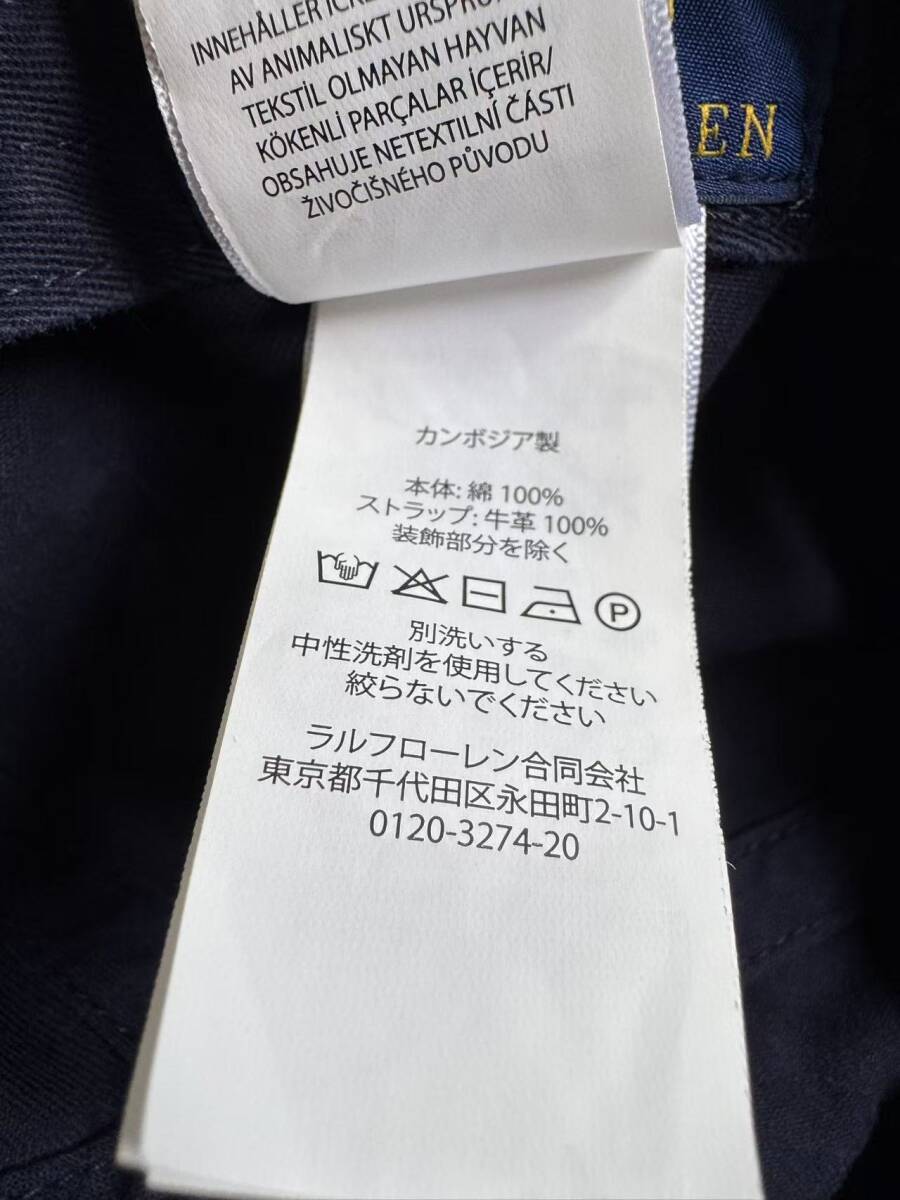 INNEHÅLLER ICKE
AV ANIMALISKT URSPRU
TEKSTİL OLMAYAN HAYVAN
KÖKENLİ PARÇALAR İÇERİR/
OBSAHUJE NETEXTILNÍ ČÁSTI
ŽIVOČIŠNÉHO PŮVODU
EN
カンボジア製
本体: 綿 100%
ストラップ: 牛革 100%
装飾部分を除く
P
別洗いする
中性洗剤を使用してください
絞らないでください
ラルフローレン合同会社
東京都千代田区永田町2-10-1
0120-3274-20